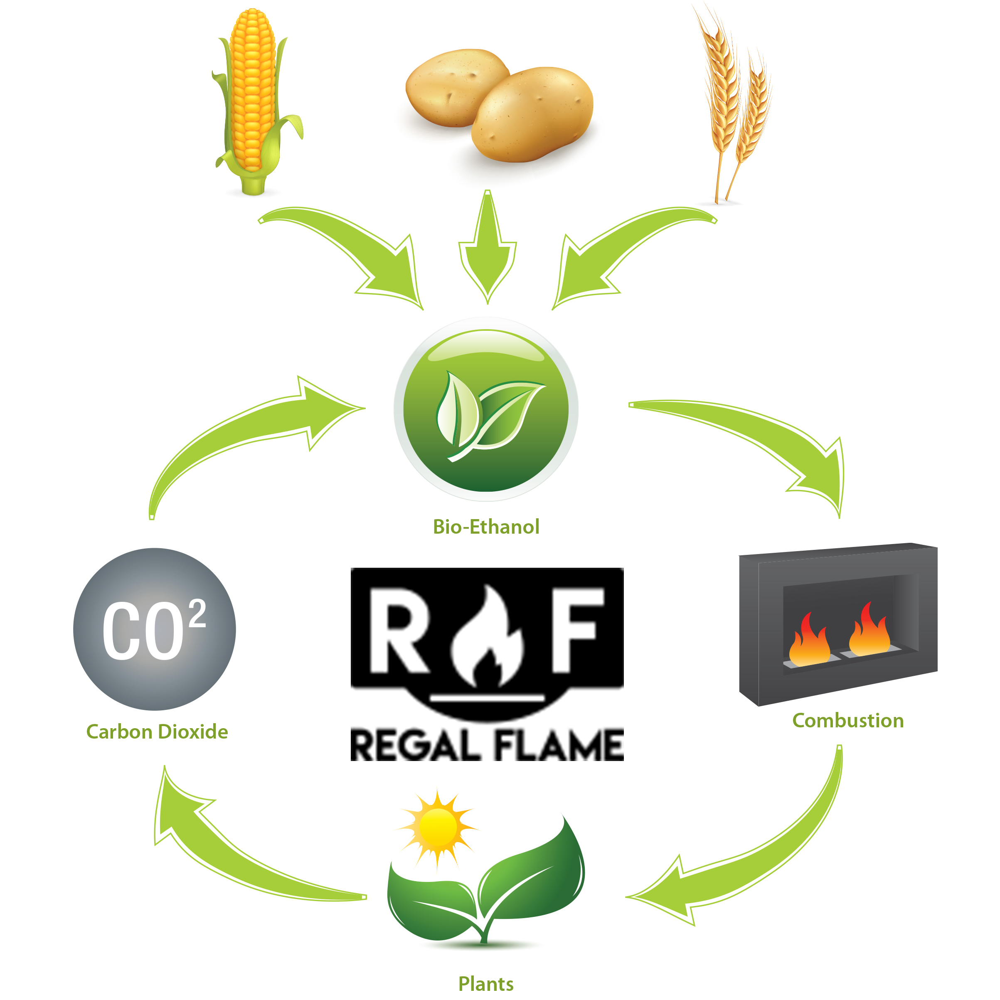 Bio-Ethanol
CO²
R F
REGAL FLAME
Carbon Dioxide
Combustion
Plants